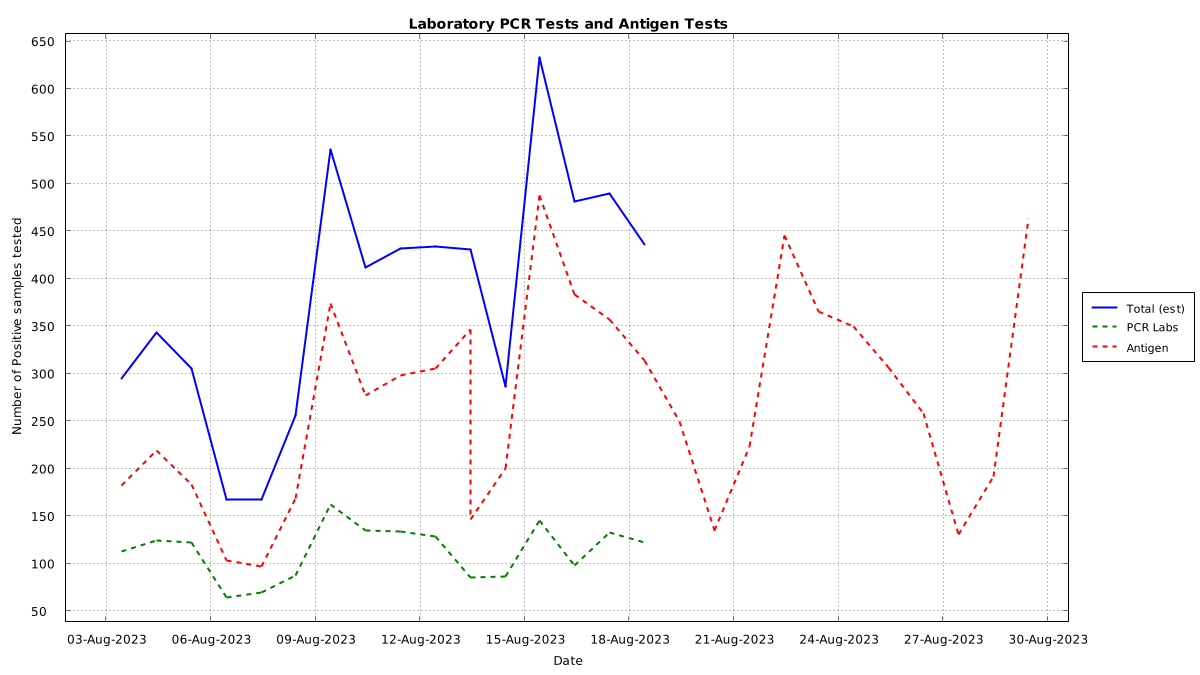 Laboratory PCR Tests and Antigen Tests
650
600
550
500
450
400
350
300
250
200
150
100
50
Number of Positive samples tested
03-Aug-2023 06-Aug-2023 09-Aug-2023 12-Aug-2023 15-Aug-2023 18-Aug-2023 21-Aug-2023 24-Aug-2023 27-Aug-2023 30-Aug-2023
Date
Total (est)
PCR Labs
Antigen